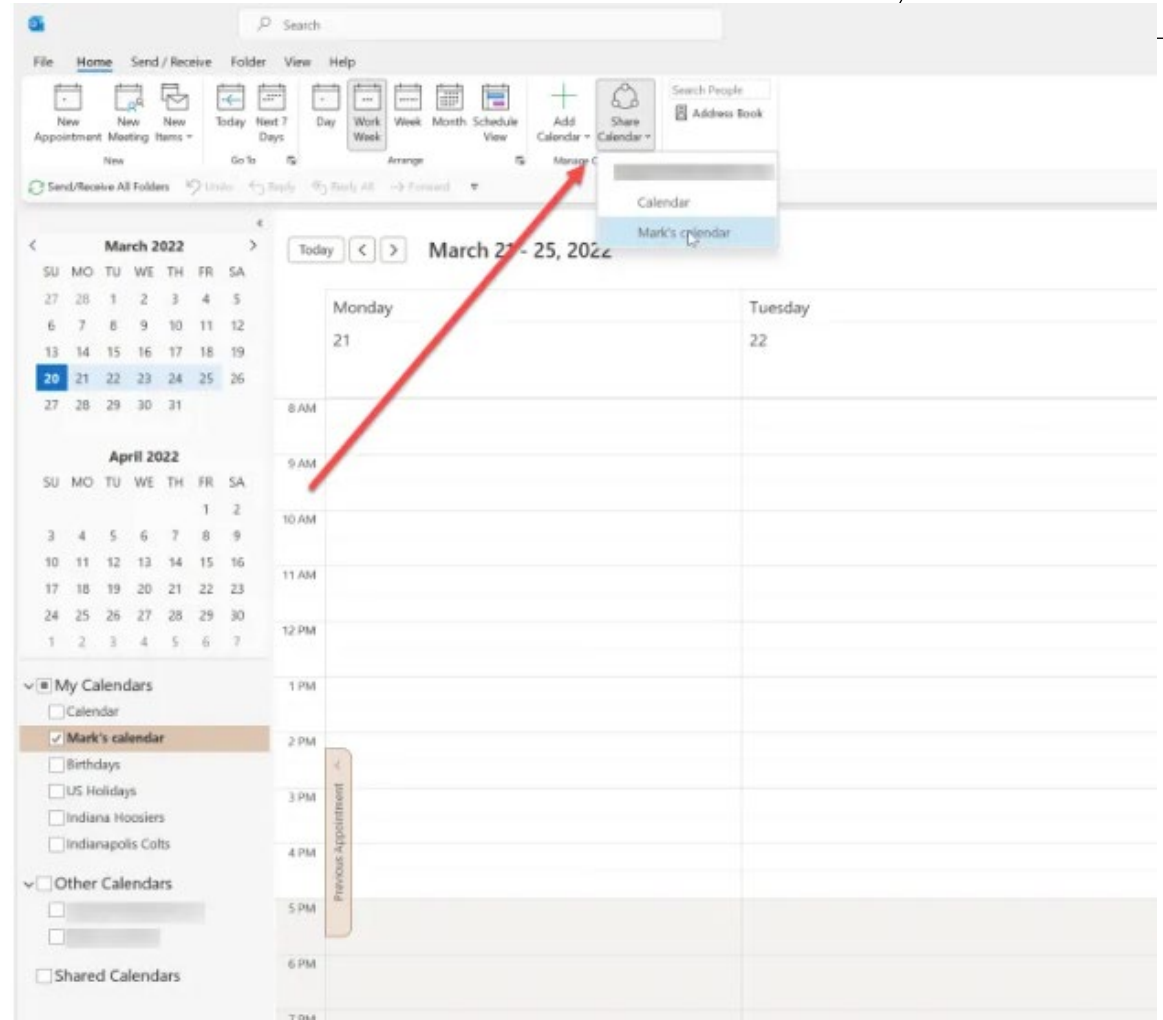 Search
File Home Send / Receive Folder View Help
New Appointment
New Meeting
New Items
Today
Next 7 Days
Day
Work Week
Week
Month
Schedule View
Add Calendar
Share Calendar
Search People
Address Book
New
Go To
Arrange
Manage C
Send/Receive All Folders Undo Reply Reply All Forward
Calendar
Mark's calendar
March 2022
SU MO TU WE TH FR SA
27 28 1 2 3 4 5
6 7 8 9 10 11 12
13 14 15 16 17 18 19
20 21 22 23 24 25 26
27 28 29 30 31
April 2022
SU MO TU WE TH FR SA
1 2
3 4 5 6 7 8 9
10 11 12 13 14 15 16
17 18 19 20 21 22 23
24 25 26 27 28 29 30
1 2 3 4 5 6 7
My Calendars
Calendar
Mark's calendar
Birthdays
US Holidays
Indiana Hoosiers
Indianapolis Colts
Other Calendars
Shared Calendars
Today March 21 - 25, 2022
Monday Tuesday
21 22
8 AM
9 AM
10 AM
11 AM
12 PM
1 PM
2 PM
3 PM
4 PM
5 PM
6 PM
7 PM
Previous Appointment